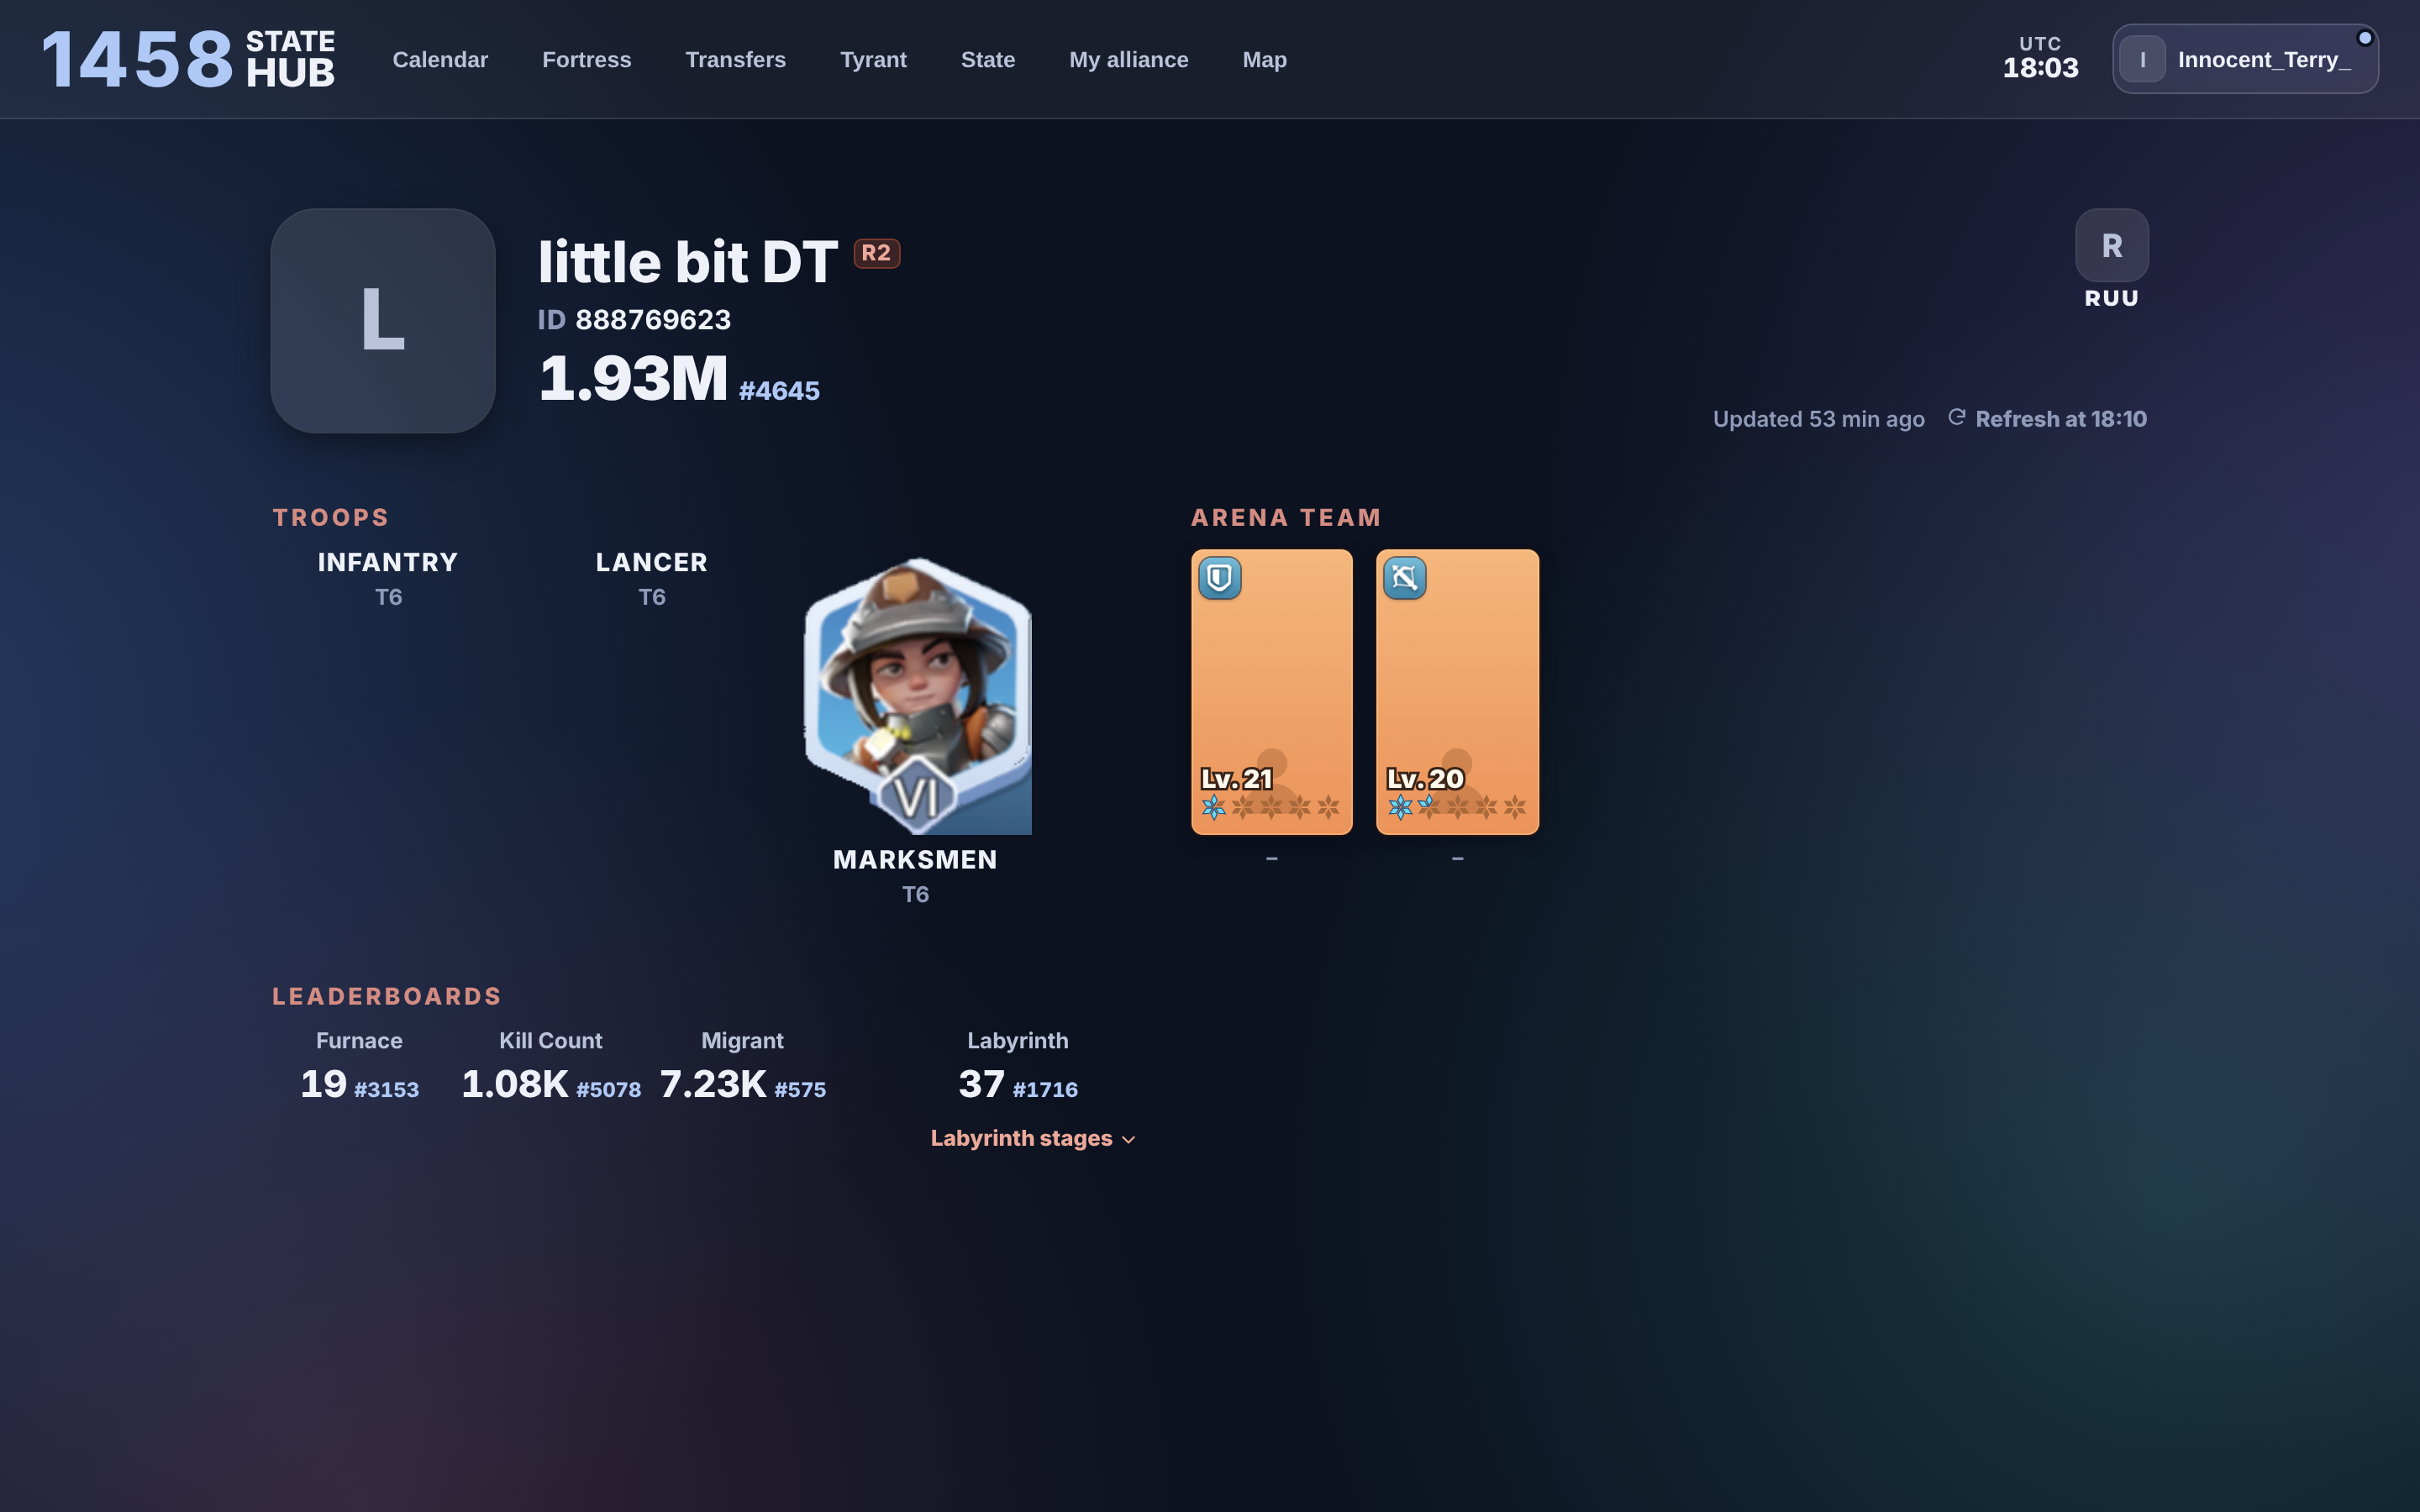 1458 STATE HUB
Calendar
Fortress
Transfers
Tyrant
State
My alliance
Map
UTC
18:03
I
Innocent_Terry_
L
little bit DT R2
ID 888769623
1.93M #4645
R
RUU
Updated 53 min ago
Refresh at 18:10
TROOPS
INFANTRY
T6
LANCER
T6
VI
MARKSMEN
T6
ARENA TEAM
Lv. 21
–
Lv. 20
–
LEADERBOARDS
Furnace
19 #3153
Kill Count
1.08K #5078
Migrant
7.23K #575
Labyrinth
37 #1716
Labyrinth stages